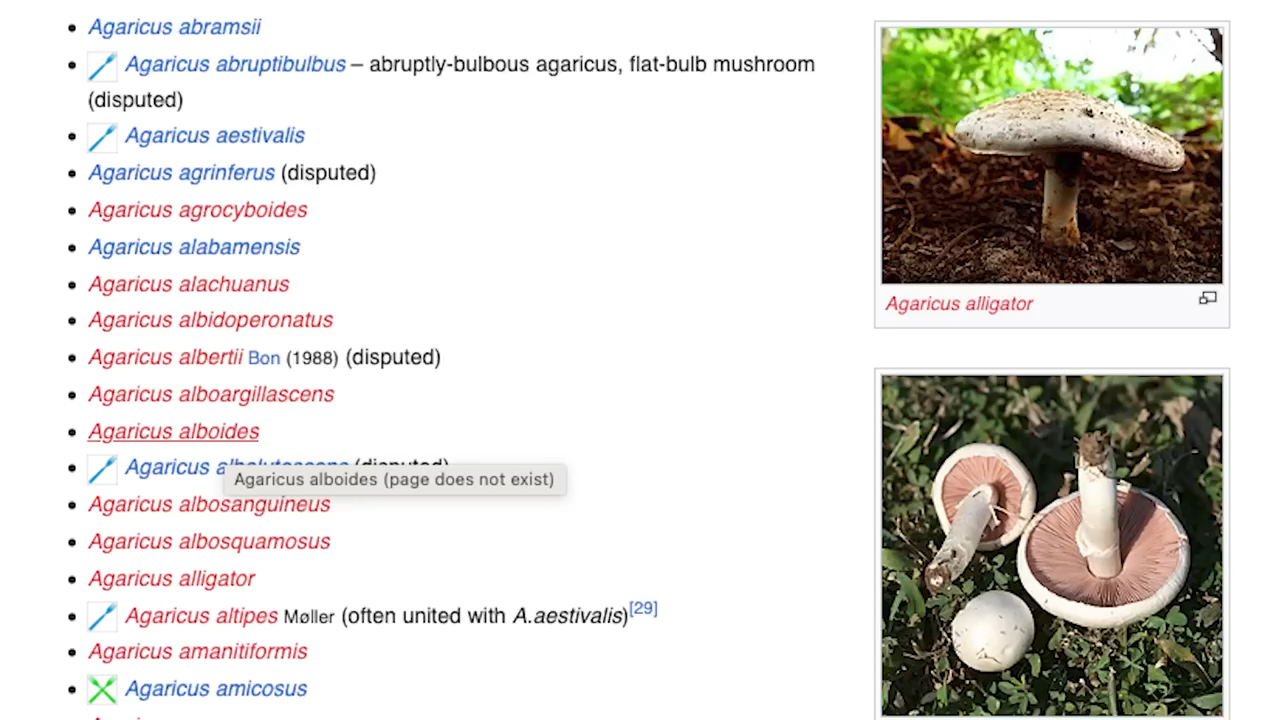 Agaricus abramsii
Agaricus abruptibulbus – abruptly-bulbous agaricus, flat-bulb mushroom
(disputed)
Agaricus aestivalis
Agaricus agrinferus (disputed)
Agaricus agrocyboides
Agaricus alabamensis
Agaricus alachuanus
Agaricus albidoperonatus
Agaricus albertii Bon (1988) (disputed)
Agaricus alboargillascens
Agaricus alboides
Agaricus albolutescens (disputed)
Agaricus alboides (page does not exist)
Agaricus albosanguineus
Agaricus albosquamosus
Agaricus alligator
Agaricus altipes Møller (often united with A.aestivalis)[29]
Agaricus amanitiformis
Agaricus amicosus
Agaricus alligator